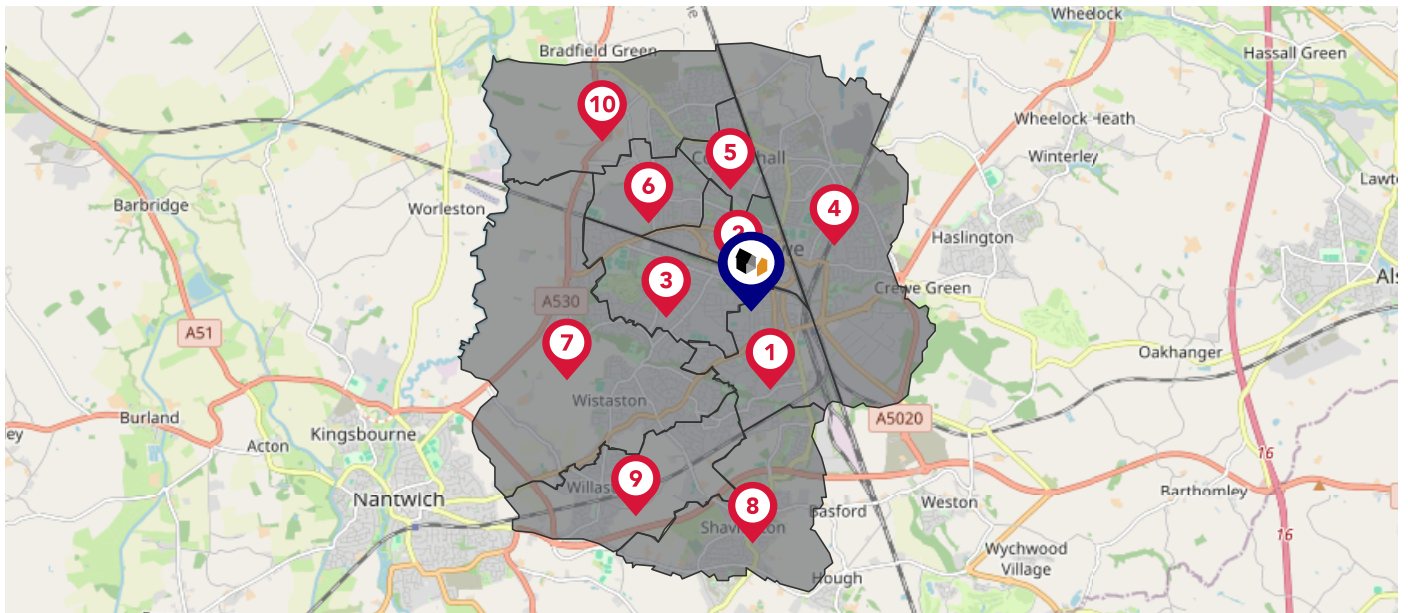 Wheelock
Bradfield Green
Hassall Green
10
Wheelock Heath
5
Winterley
6
Barbridge
Worleston
4
2
Haslington
3
A530
Crewe Green
A51
7
1
Oakhanger
Wistaston
Burland
A5020
Kingsbourne
Acton
16
9
Barthomley
Nantwich
8
Weston
Basford
16
Wychwood
Village
Hough